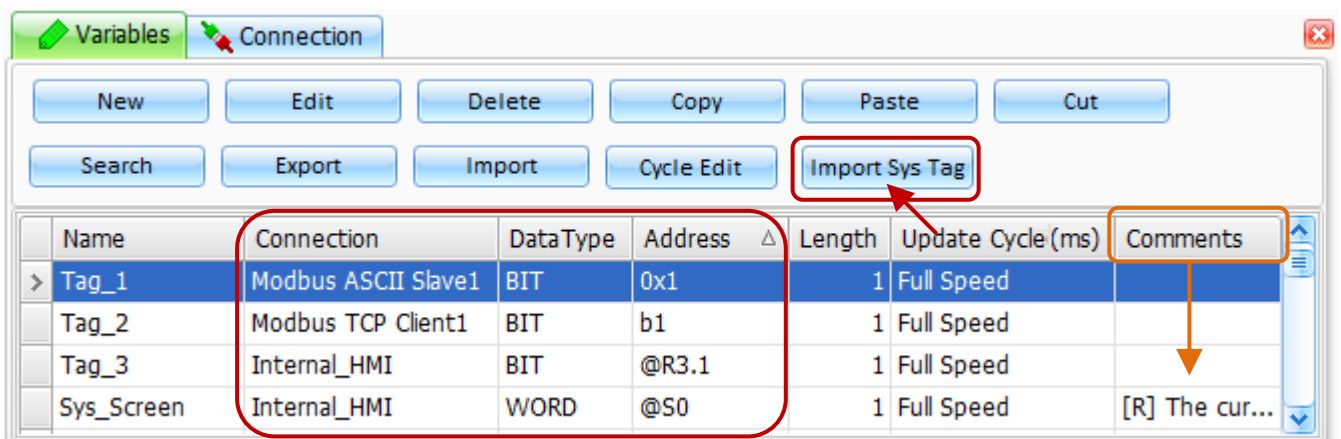 Variables Connection
New Edit Delete Copy Paste Cut
Search Export Import Cycle Edit Import Sys Tag
Name Connection DataType Address Length Update Cycle(ms) Comments
Tag_1 Modbus ASCII Slave1 BIT 0x1 1 Full Speed
Tag_2 Modbus TCP Client1 BIT b1 1 Full Speed
Tag_3 Internal_HMI BIT @R3.1 1 Full Speed
Sys_Screen Internal_HMI WORD @S0 1 Full Speed [R] The cur...